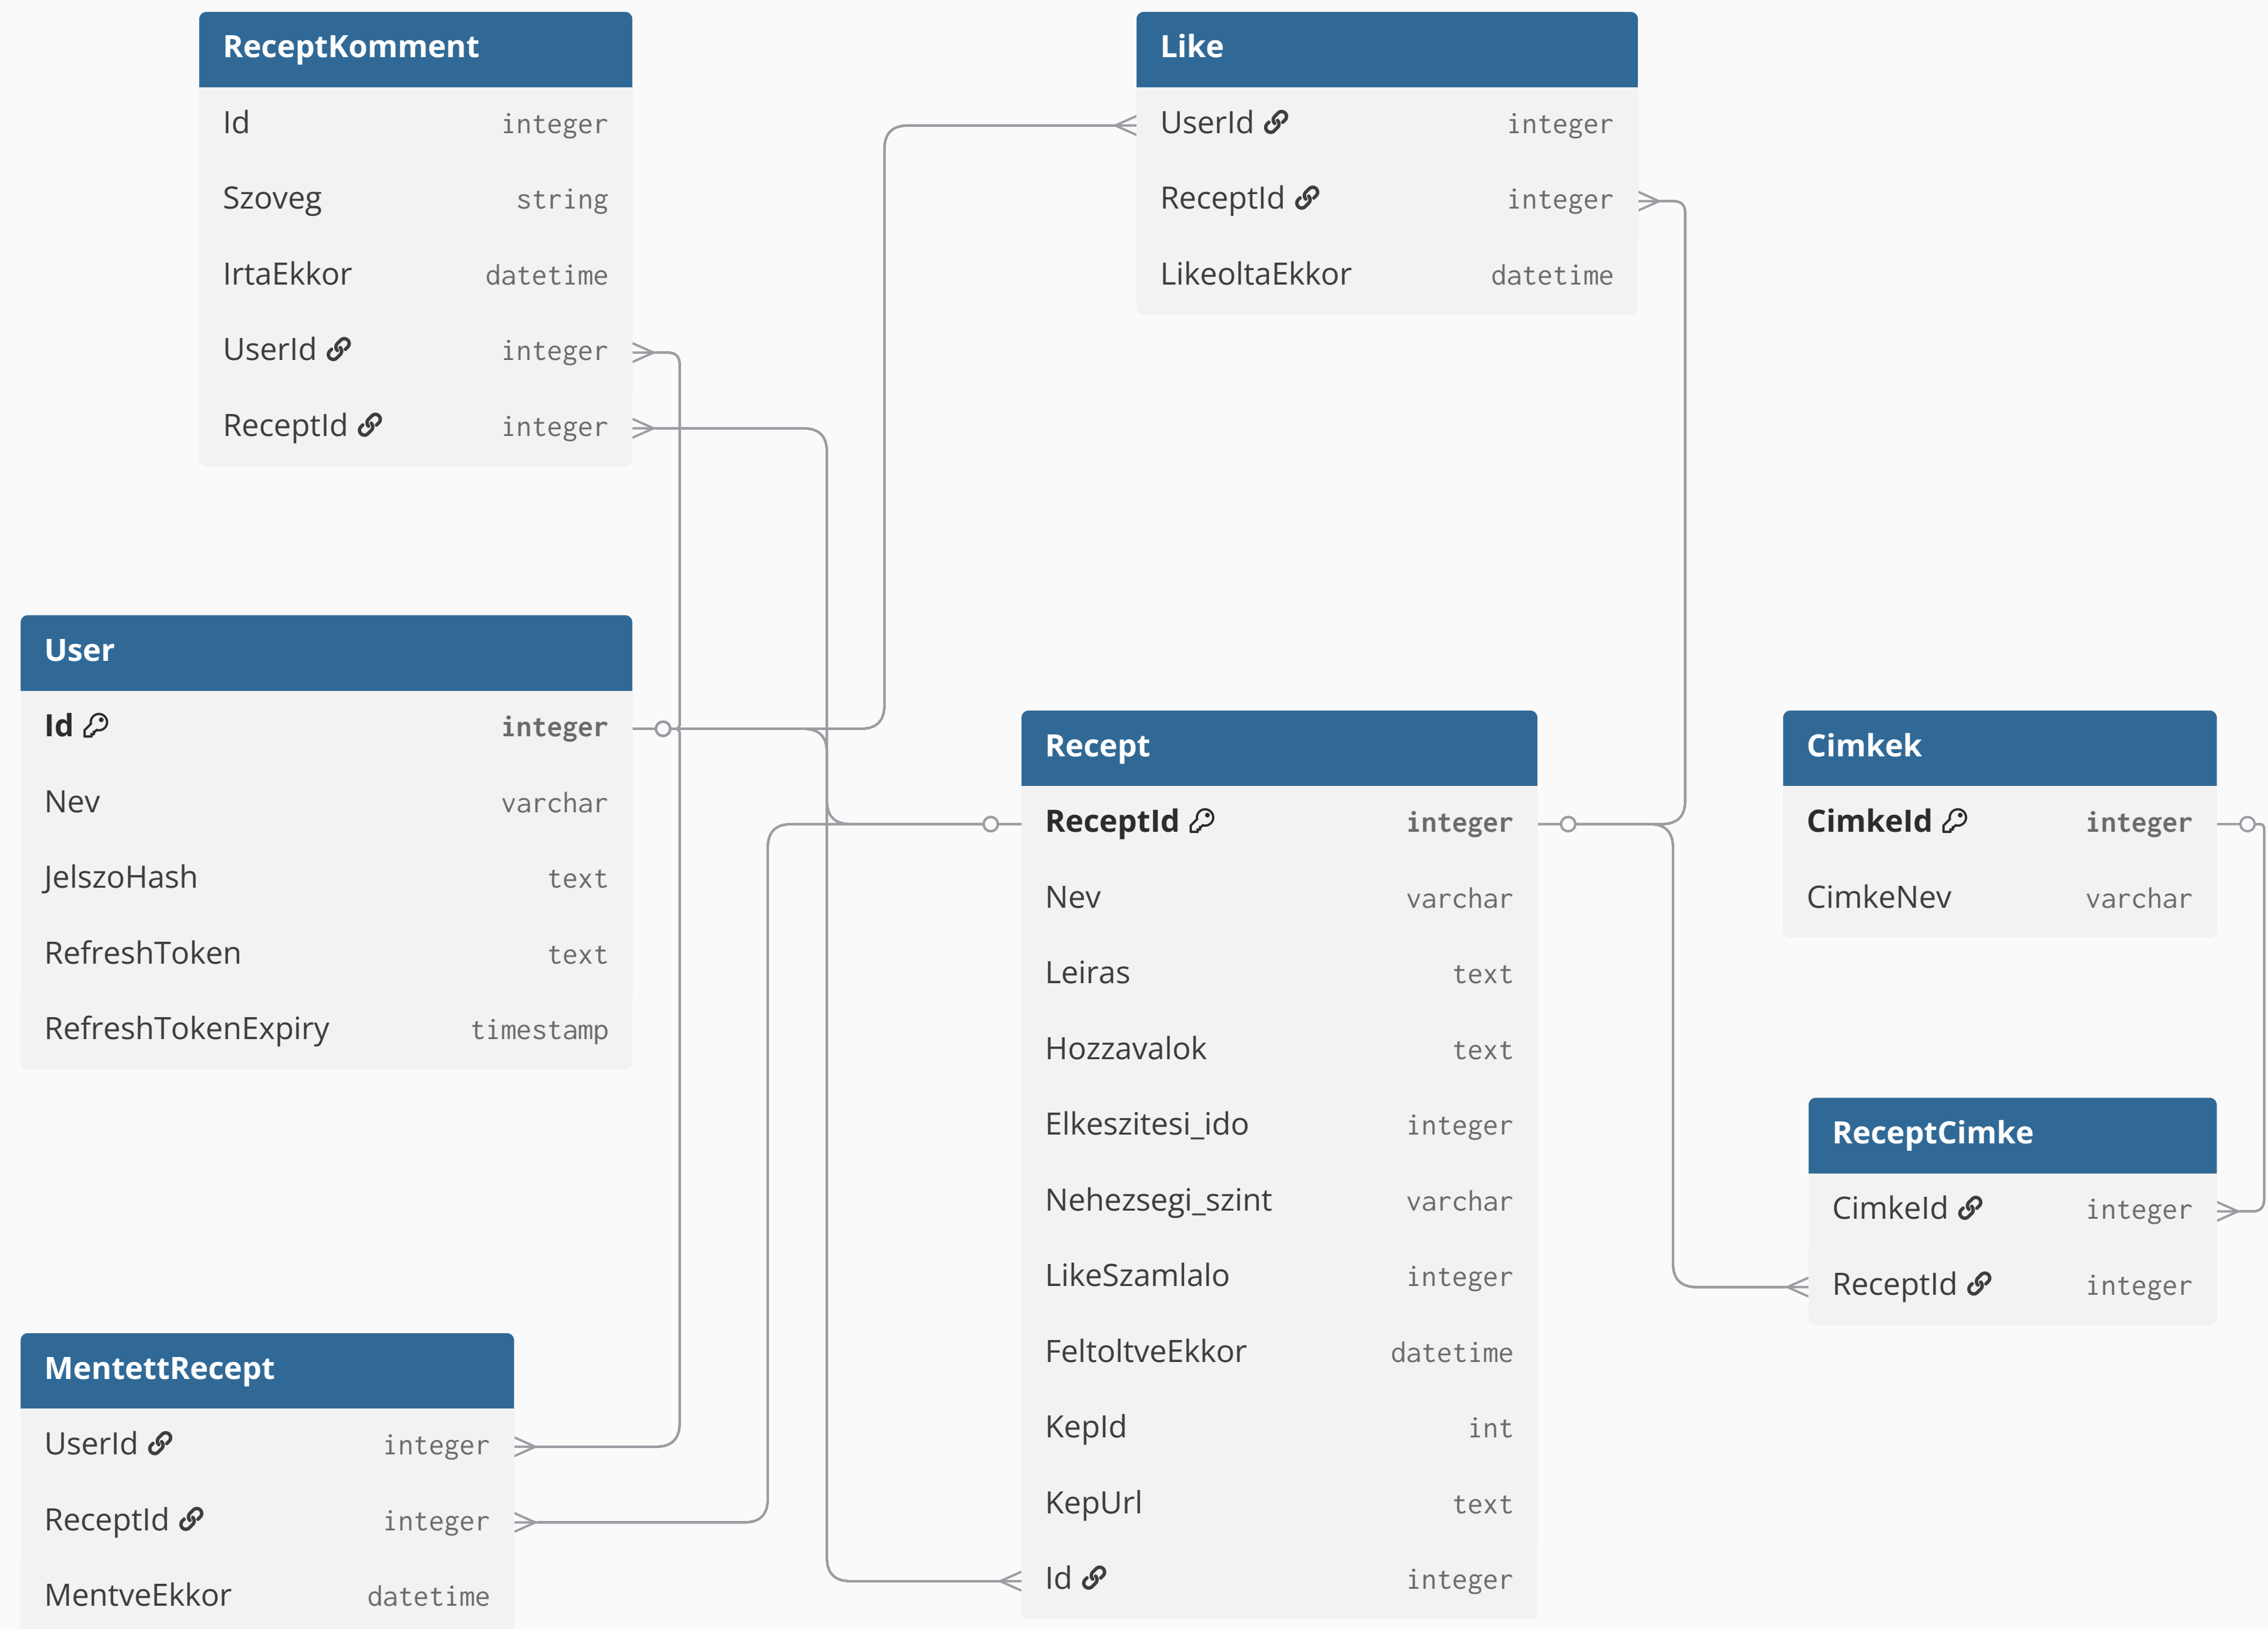 ReceptKomment
Id integer
Szoveg string
IrtaEkkor datetime
UserId integer
ReceptId integer
Like
UserId integer
ReceptId integer
LikeoltaEkkor datetime
User
Id integer
Nev varchar
JelszoHash text
RefreshToken text
RefreshTokenExpiry timestamp
Recept
ReceptId integer
Nev varchar
Leiras text
Hozzavalok text
Elkeszitesi_ido integer
Nehezsegi_szint varchar
LikeSzamlalo integer
FeltoltveEkkor datetime
KepId int
KepUrl text
Id integer
Cimkek
CimkeId integer
CimkeNev varchar
ReceptCimke
CimkeId integer
ReceptId integer
MentettRecept
UserId integer
ReceptId integer
MentveEkkor datetime